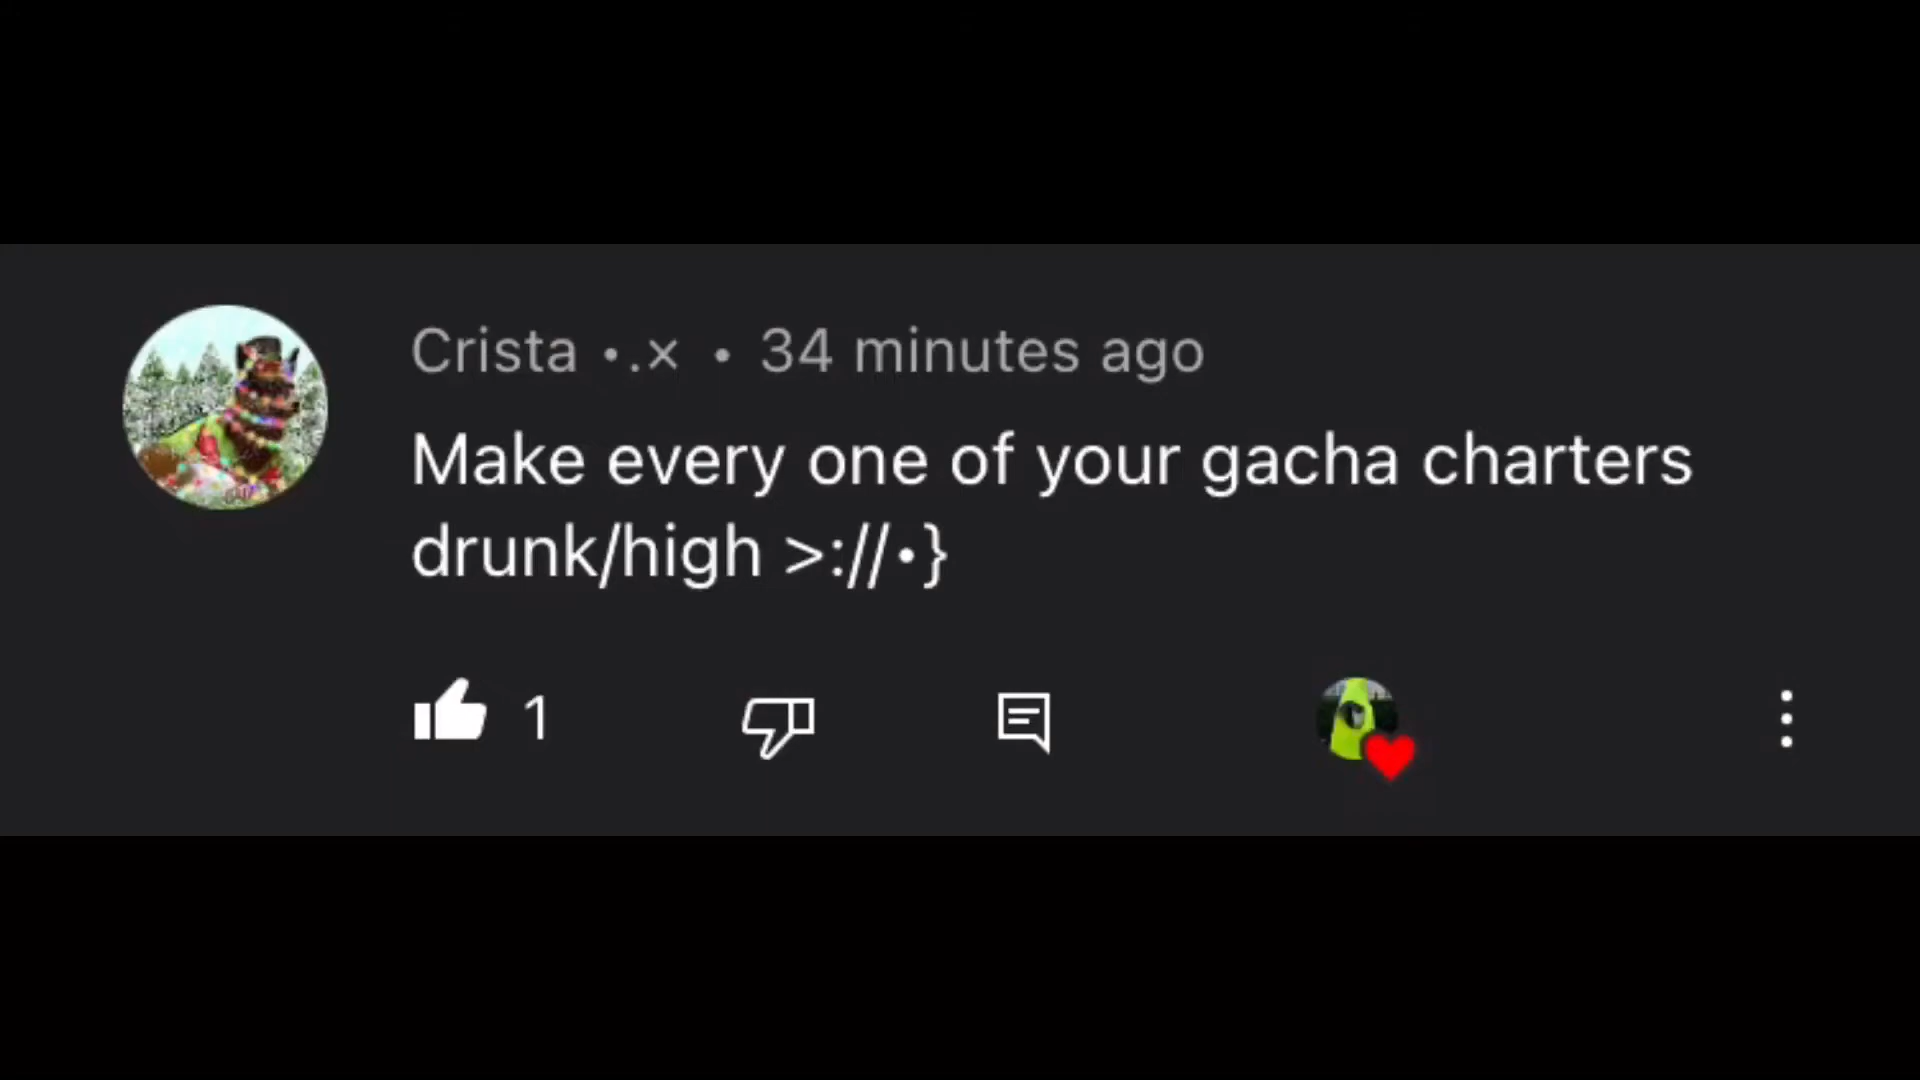 Crista •.× • 34 minutes ago
Make every one of your gacha charters
drunk/high >://•}
1